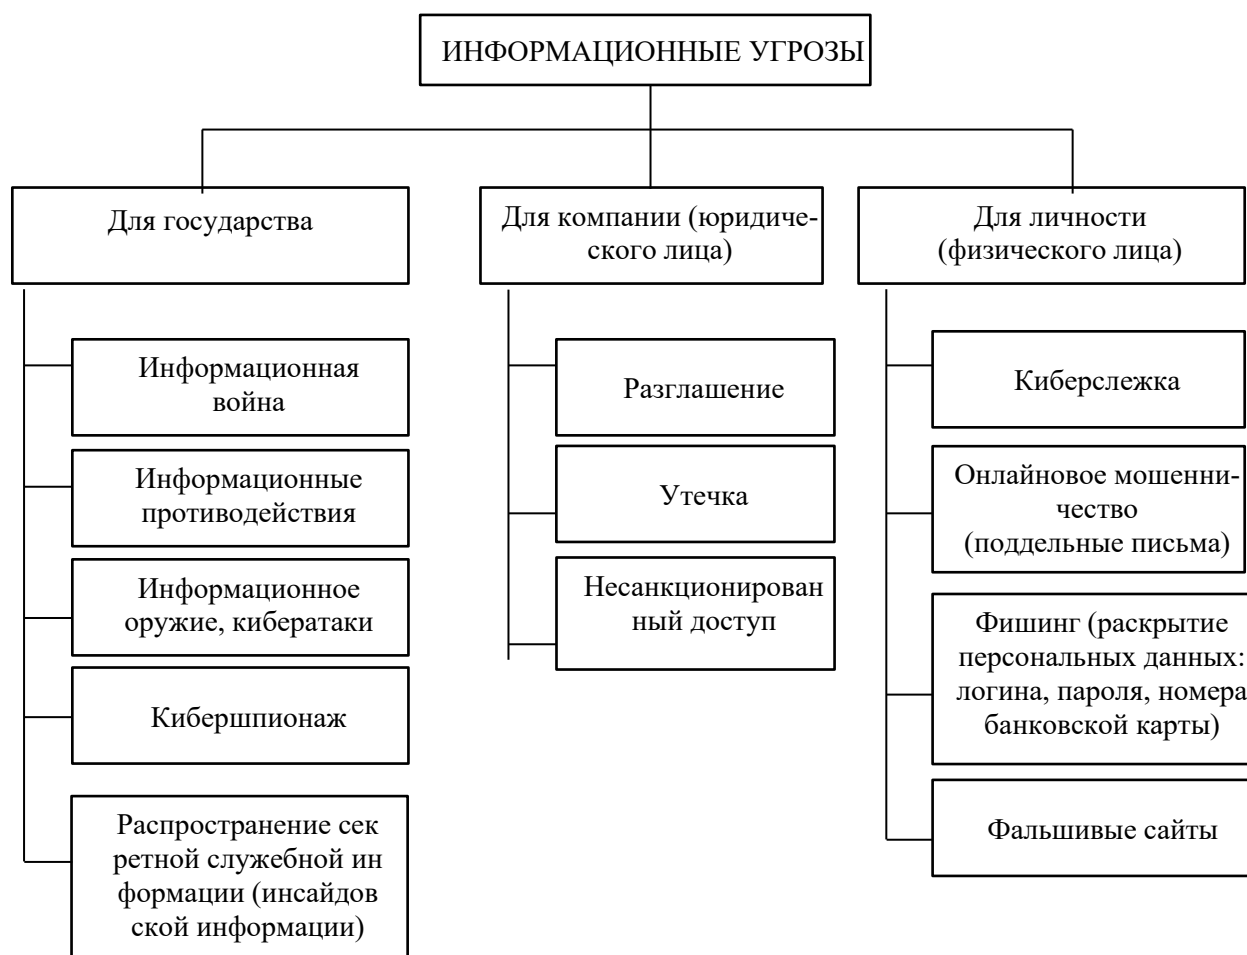 ИНФОРМАЦИОННЫЕ УГРОЗЫ
Для государства
Для компании (юридиче-
ского лица)
Для личности
(физического лица)
Информационная
война
Информационные
противодействия
Информационное
оружие, кибератаки
Кибершпионаж
Распространение сек
ретной служебной ин
формации (инсайдов
ской информации)
Разглашение
Утечка
Несанкционирован
ный доступ
Киберслежка
Онлайновое мошенни-
чество
(поддельные письма)
Фишинг (раскрытие
персональных данных:
логина, пароля, номера
банковской карты)
Фальшивые сайты